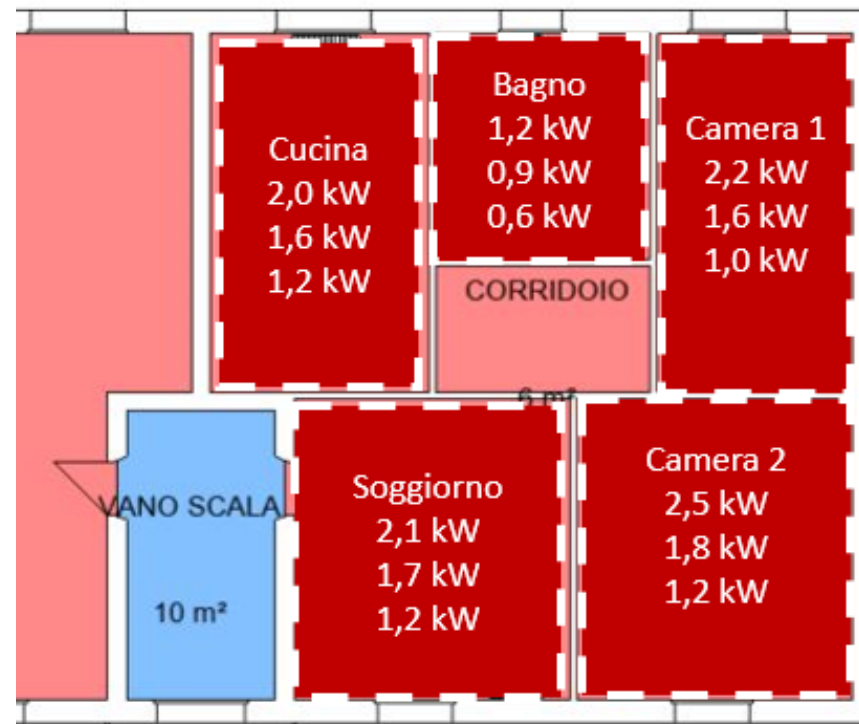 Cucina
2,0 kW
1,6 kW
1,2 kW
Bagno
1,2 kW
0,9 kW
0,6 kW
Camera 1
2,2 kW
1,6 kW
1,0 kW
CORRIDOIO
6 m²
VANO SCALA
10 m²
Soggiorno
2,1 kW
1,7 kW
1,2 kW
Camera 2
2,5 kW
1,8 kW
1,2 kW